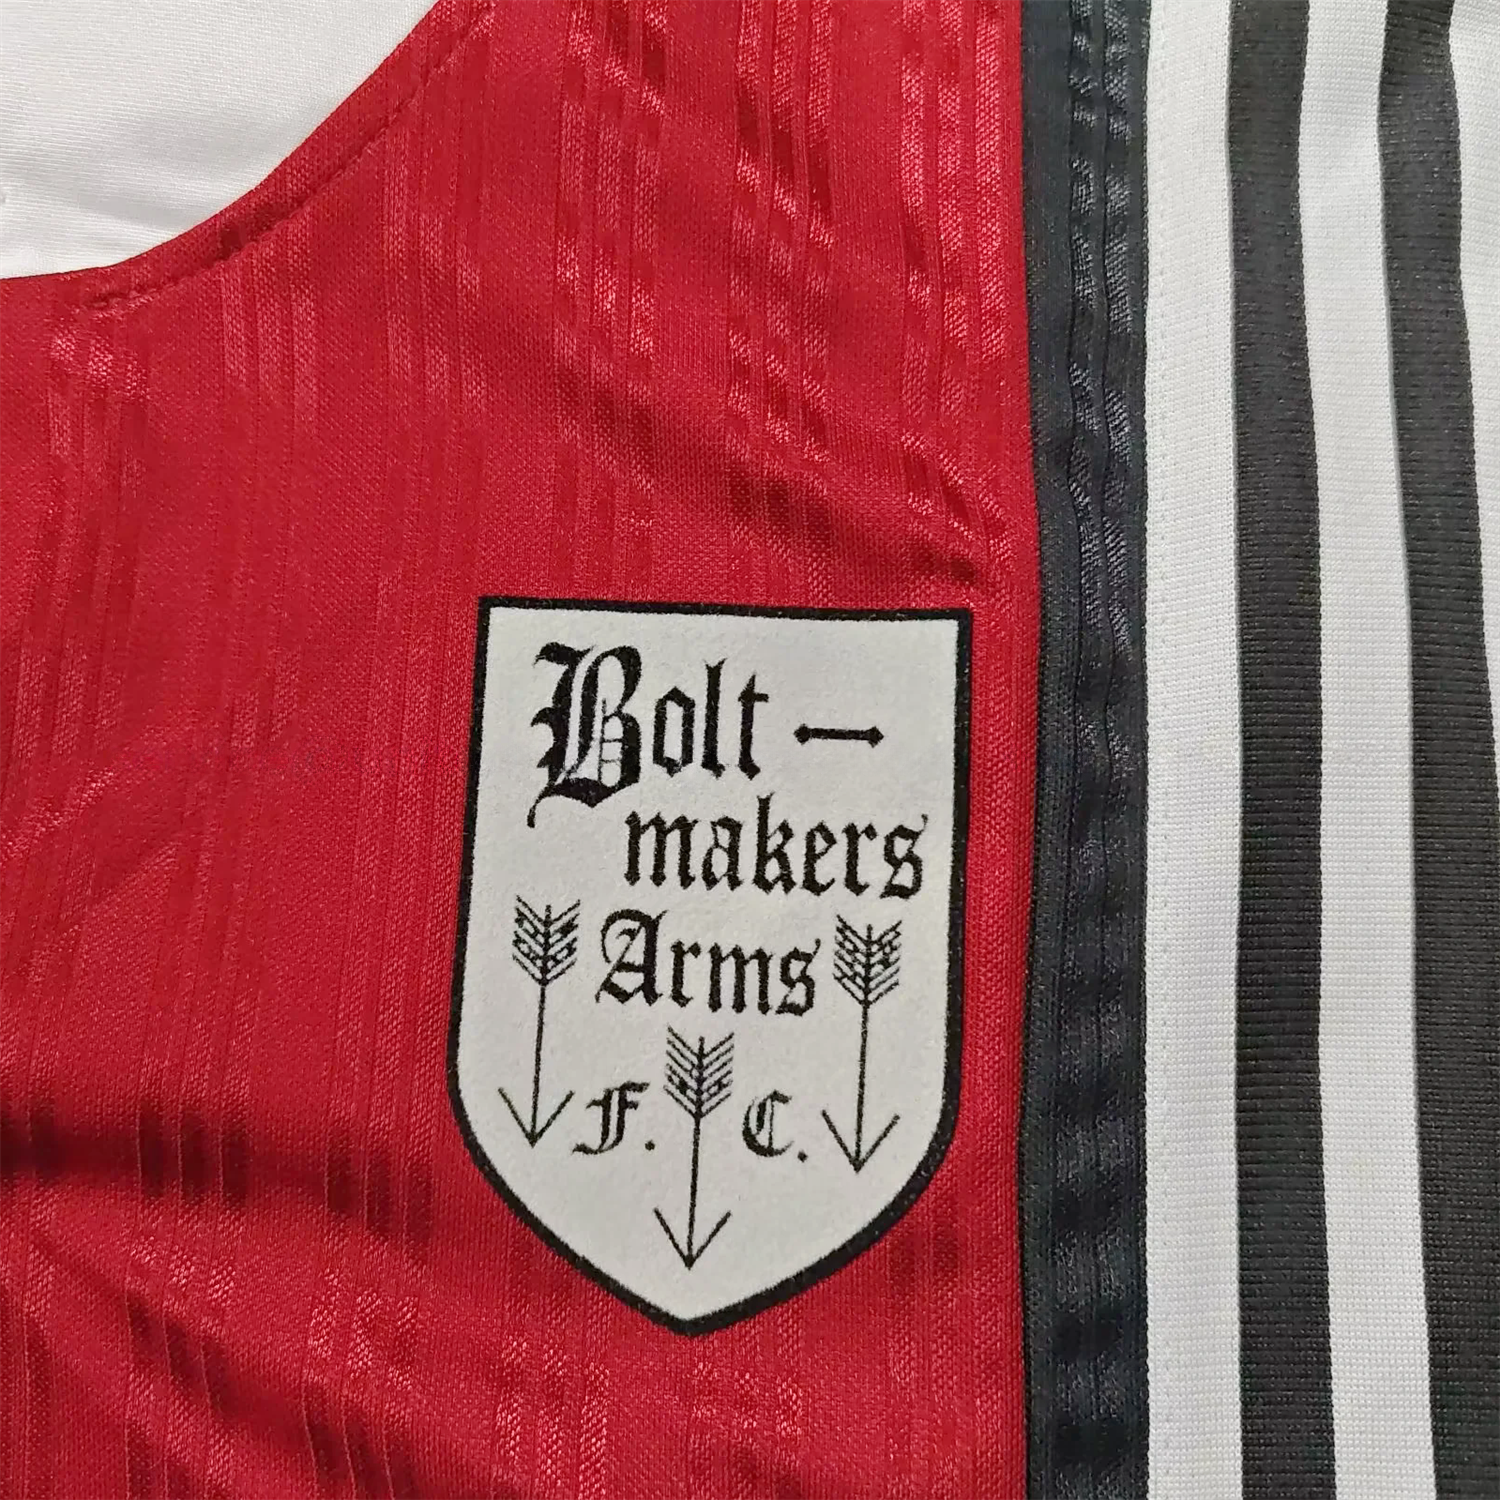 Bolt-
makers
Arms
F. C.